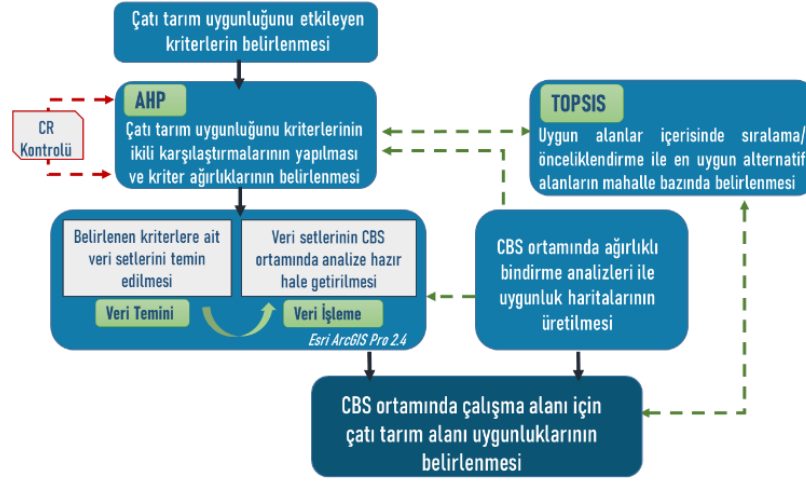 Çatı tarım uygunluğunu etkileyen
kriterlerin belirlenmesi
AHP
Çatı tarım uygunluğunu kriterlerinin
ikili karşılaştırmalarının yapılması
ve kriter ağırlıklarının belirlenmesi
CR
Kontrolü
TOPSIS
Uygun alanlar içerisinde sıralama/
önceliklendirme ile en uygun alternatif
alanların mahalle bazında belirlenmesi
Belirlenen kriterlere ait
veri setlerini temin
edilmesi
Veri setlerinin CBS
ortamında analize hazır
hale getirilmesi
Veri Temini
Veri İşleme
Esri ArcGIS Pro 2.4
CBS ortamında ağırlıklı
bindirme analizleri ile
uygunluk haritalarının
üretilmesi
CBS ortamında çalışma alanı için
çatı tarım alanı uygunluklarının
belirlenmesi